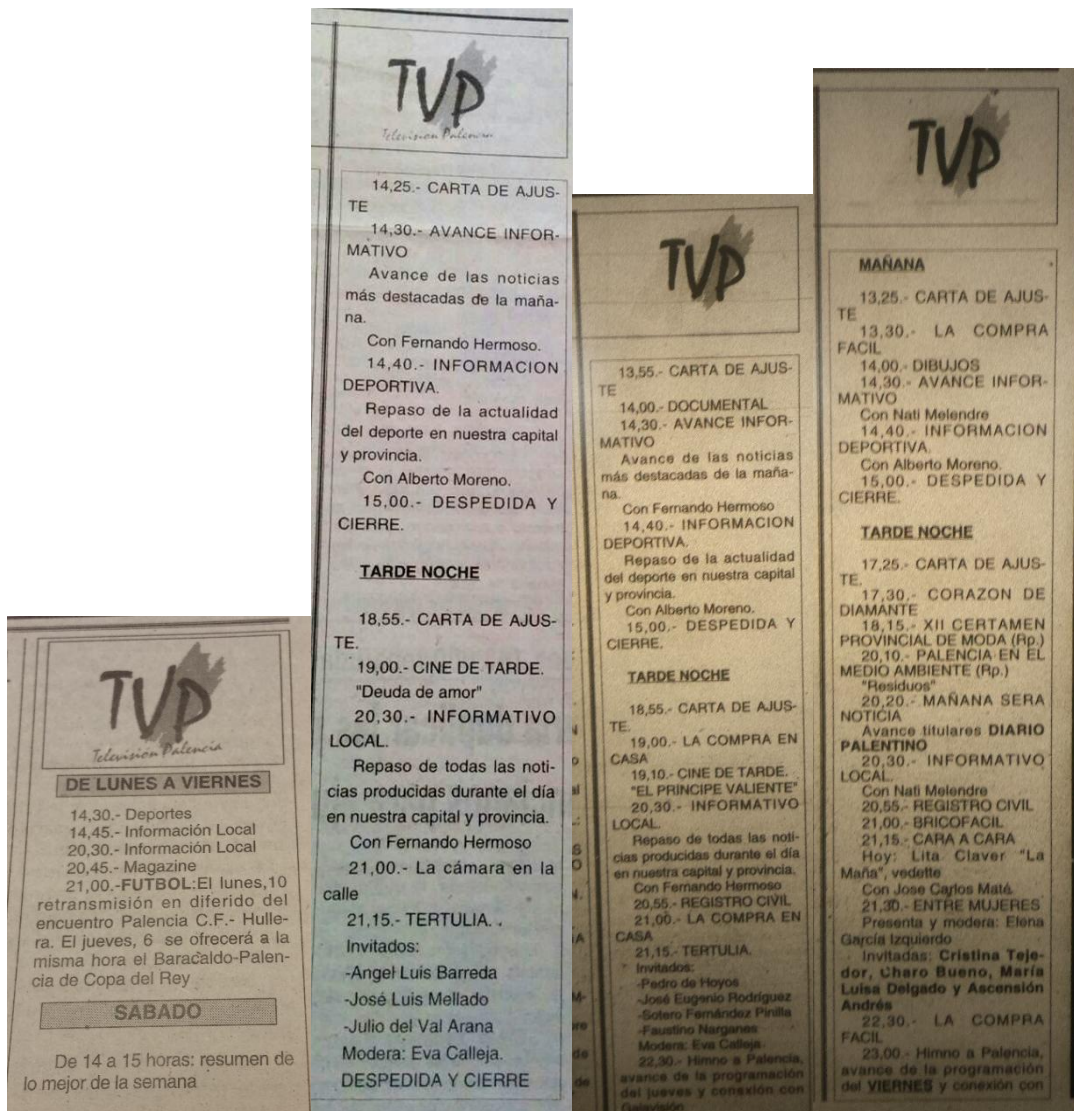 TVP
Televisión Palencia
DE LUNES A VIERNES
14,30.- Deportes
14,45.- Información Local
20,30.- Información Local
20,45.- Magazine
21,00.-FUTBOL:El lunes,10
retransmisión en diferido del
encuentro Palencia C.F.- Hulle-
ra. El jueves, 6 se ofrecerá a la
misma hora el Baracaldo-Palen-
cia de Copa del Rey
SABADO
De 14 a 15 horas: resumen de
lo mejor de la semana
TVP
Televisión Palencia
14,25.- CARTA DE AJUS-
TE
14,30.- AVANCE INFOR-
MATIVO
Avance de las noticias
más destacadas de la maña-
na.
Con Fernando Hermoso.
14,40.- INFORMACION
DEPORTIVA.
Repaso de la actualidad
del deporte en nuestra capital
y provincia.
Con Alberto Moreno.
15,00.- DESPEDIDA Y
CIERRE.
TARDE NOCHE
18,55.- CARTA DE AJUS-
TE.
19,00.- CINE DE TARDE.
"Deuda de amor"
20,30.- INFORMATIVO
LOCAL.
Repaso de todas las noti-
cias producidas durante el día
en nuestra capital y provincia.
Con Fernando Hermoso
21,00.- La cámara en la
calle
21,15.- TERTULIA. .
Invitados:
-Angel Luis Barreda
-José Luis Mellado
-Julio del Val Arana
Modera: Eva Calleja.
DESPEDIDA Y CIERRE
TVP
13,55.- CARTA DE AJUS-
TE
14,00.- DOCUMENTAL
14,30.- AVANCE INFOR-
MATIVO
Avance de las noticias
más destacadas de la maña-
na.
Con Fernando Hermoso
14,40.- INFORMACION
DEPORTIVA.
Repaso de la actualidad
del deporte en nuestra capital
y provincia.
Con Alberto Moreno.
15,00.- DESPEDIDA Y
CIERRE.
TARDE NOCHE
18,55.- CARTA DE AJUS-
TE.
19,00.- LA COMPRA EN
CASA
19,10.- CINE DE TARDE.
"EL PRINCIPE VALIENTE"
20,30.- INFORMATIVO
LOCAL.
Repaso de todas las noti-
cias producidas durante el día
en nuestra capital y provincia.
Con Fernando Hermoso
20,55.- REGISTRO CIVIL
21,00.- LA COMPRA EN
CASA
21,15.- TERTULIA.
Invitados:
-Pedro de Hoyos
-José Eugenio Rodríguez
-Sotero Fernández Pinilla
-Faustino Narganes
Modera: Eva Calleja.
22,30.- Himno a Palencia,
avance de la programación
del jueves y conexión con
Galavisión
TVP
MAÑANA
13,25.- CARTA DE AJUS-
TE
13,30.- LA COMPRA
FACIL
14,00.- DIBUJOS
14,30.- AVANCE INFOR-
MATIVO
Con Nati Melendre
14,40.- INFORMACION
DEPORTIVA.
Con Alberto Moreno.
15,00.- DESPEDIDA Y
CIERRE.
TARDE NOCHE
17,25.- CARTA DE AJUS-
TE.
17,30.- CORAZON DE
DIAMANTE
18,15.- XII CERTAMEN
PROVINCIAL DE MODA (Rp.)
20,10.- PALENCIA EN EL
MEDIO AMBIENTE (Rp.)
"Residuos"
20,20.- MAÑANA SERA
NOTICIA
Avance titulares DIARIO
PALENTINO
20,30.- INFORMATIVO
LOCAL.
Con Nati Melendre
20,55.- REGISTRO CIVIL
21,00.- BRICOFACIL
21,15.- CARA A CARA
Hoy: Lita Claver "La
Maña", vedette
Con Jose Carlos Maté.
21,30.- ENTRE MUJERES
Presenta y modera: Elena
García Izquierdo
Invitadas: Cristina Teje-
dor, Charo Bueno, María
Luisa Delgado y Ascensión
Andrés
22,30.- LA COMPRA
FACIL
23,00.- Himno a Palencia,
avance de la programación
del VIERNES y conexión con